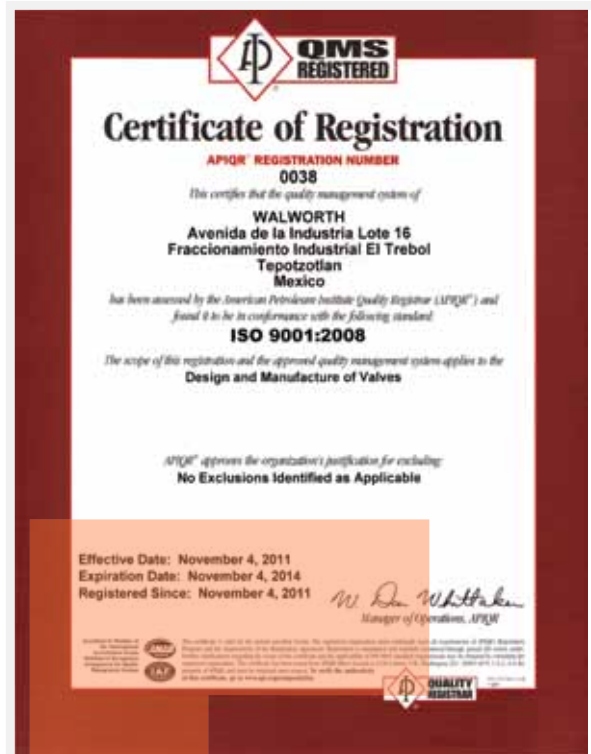 QMS
REGISTERED
Certificate of Registration
APIQR® REGISTRATION NUMBER
0038
This certifies that the quality management system of
WALWORTH
Avenida de la Industria Lote 16
Fraccionamiento Industrial El Trebol
Tepotzotlan
Mexico
has been assessed by the American Petroleum Institute Quality Registrar (APIQR®) and
found it to be in conformance with the following standard:
ISO 9001:2008
The scope of this registration and the approved quality management system applies to the
Design and Manufacture of Valves
APIQR® approves the organization's justification for excluding:
No Exclusions Identified as Applicable
Effective Date: November 4, 2011
Expiration Date: November 4, 2014
Registered Since: November 4, 2011
W. Don Whittaker
Manager of Operations, APIQR
QUALITY
REGISTRAR